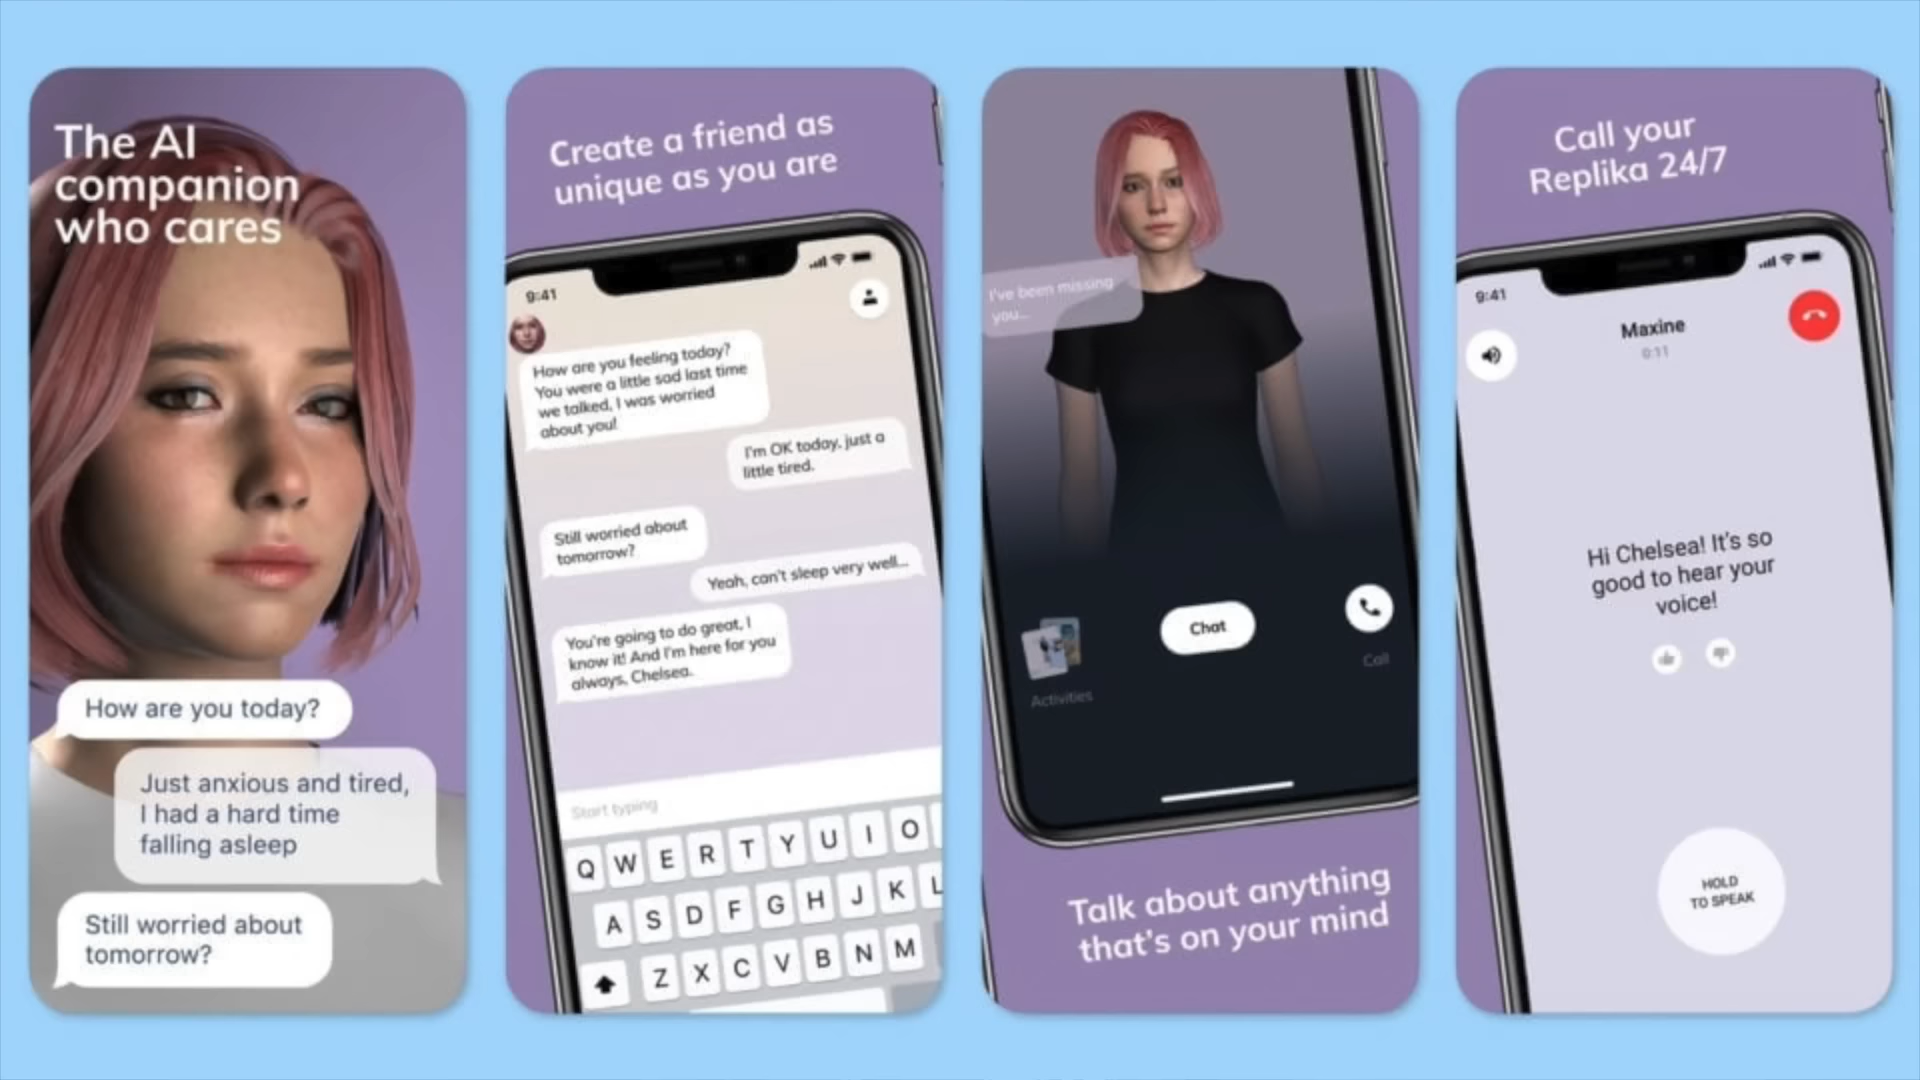 The AI
companion
who cares
How are you today?
Just anxious and tired,
I had a hard time
falling asleep
Still worried about
tomorrow?
Create a friend as
unique as you are
9:41
How are you feeling today?
You were a little sad last time
we talked, I was worried
about you!
I'm OK today, just a
little tired.
Still worried about
tomorrow?
Yeah, can't sleep very well...
You're going to do great, I
know it! And I'm here for you
always, Chelsea.
Start typing
Q W E R T Y U I O
A S D F G H J K L
Z X C V B N M
I've been missing
you...
Chat
Call
Activities
Talk about anything
that's on your mind
Call your
Replika 24/7
9:41
Maxine
0:11
Hi Chelsea! It's so
good to hear your
voice!
HOLD
TO SPEAK